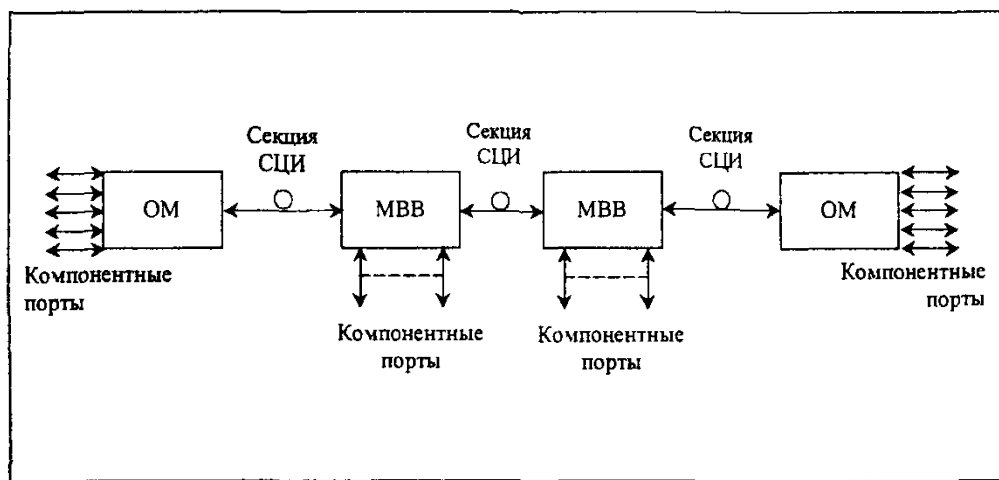 Секция
СЦИ
Секция
СЦИ
Секция
СЦИ
ОМ
МВВ
МВВ
ОМ
Компонентные
порты
Компонентные
порты
Компонентные
порты
Компонентные
порты